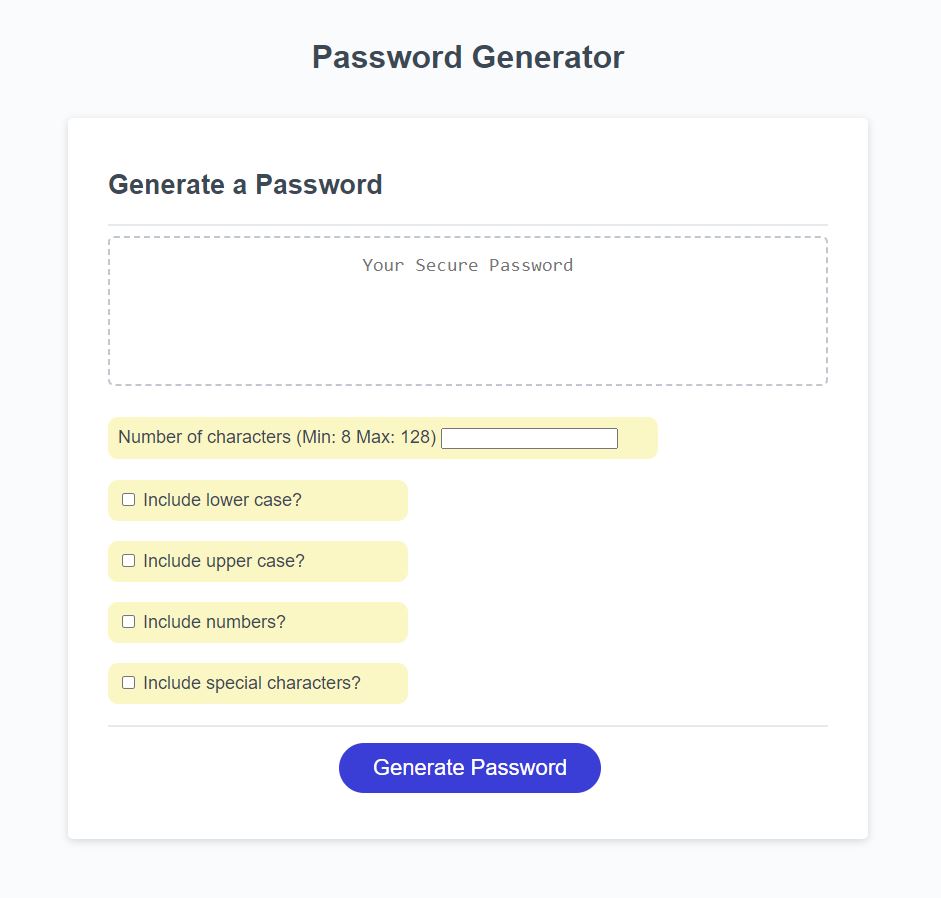 Password Generator
Generate a Password
Your Secure Password
Number of characters (Min: 8 Max: 128)
Include lower case?
Include upper case?
Include numbers?
Include special characters?
Generate Password